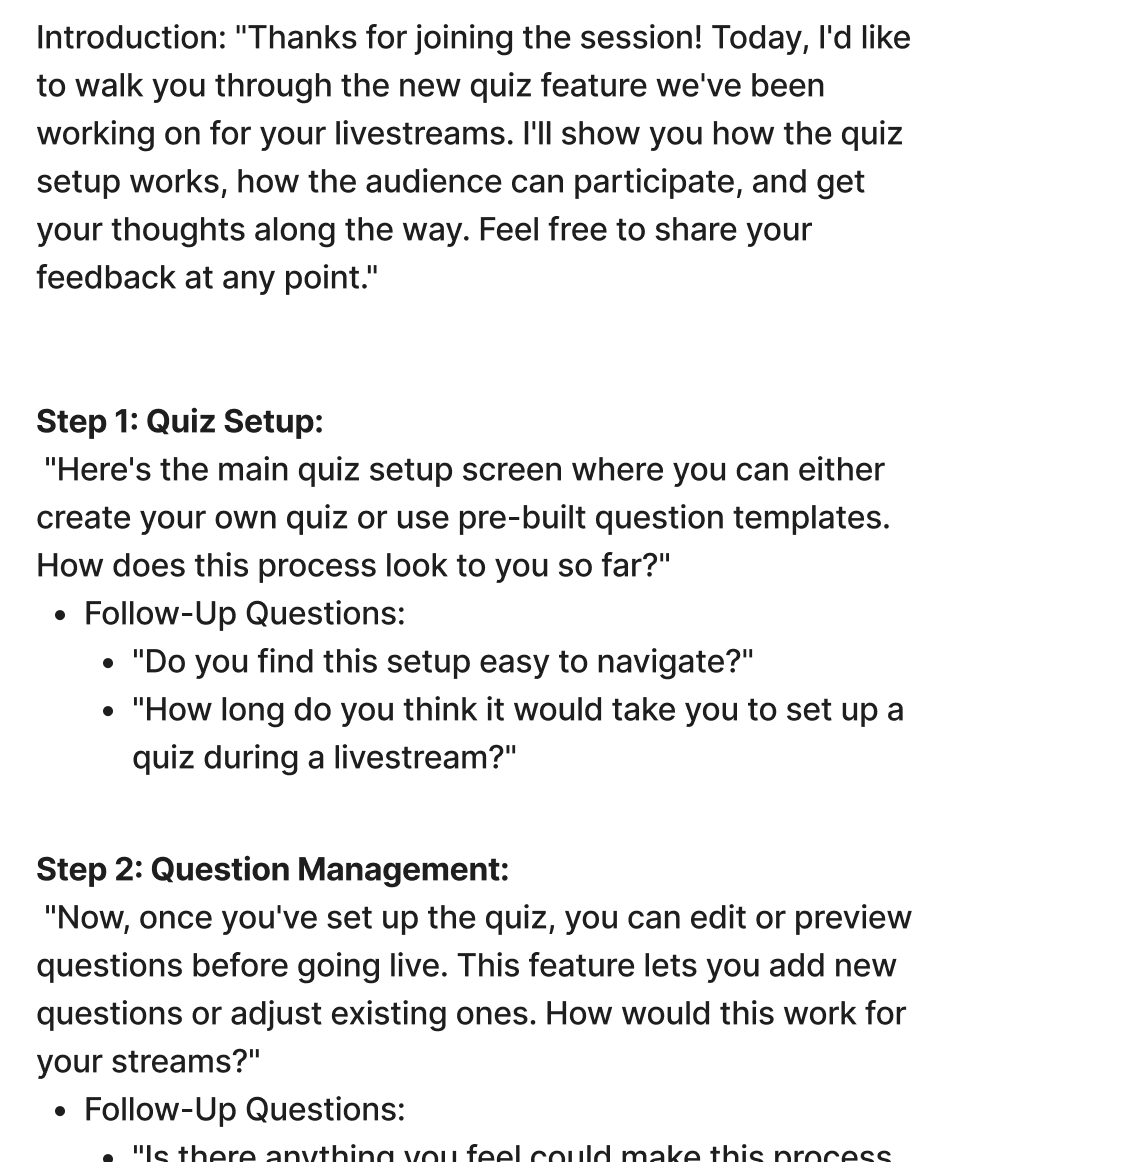 Introduction: "Thanks for joining the session! Today, I'd like
to walk you through the new quiz feature we've been
working on for your livestreams. I'll show you how the quiz
setup works, how the audience can participate, and get
your thoughts along the way. Feel free to share your
feedback at any point."
Step 1: Quiz Setup:
"Here's the main quiz setup screen where you can either
create your own quiz or use pre-built question templates.
How does this process look to you so far?"
• Follow-Up Questions:
• "Do you find this setup easy to navigate?"
• "How long do you think it would take you to set up a
quiz during a livestream?"
Step 2: Question Management:
"Now, once you've set up the quiz, you can edit or preview
questions before going live. This feature lets you add new
questions or adjust existing ones. How would this work for
your streams?"
• Follow-Up Questions:
• "Is there anything you feel could make this process